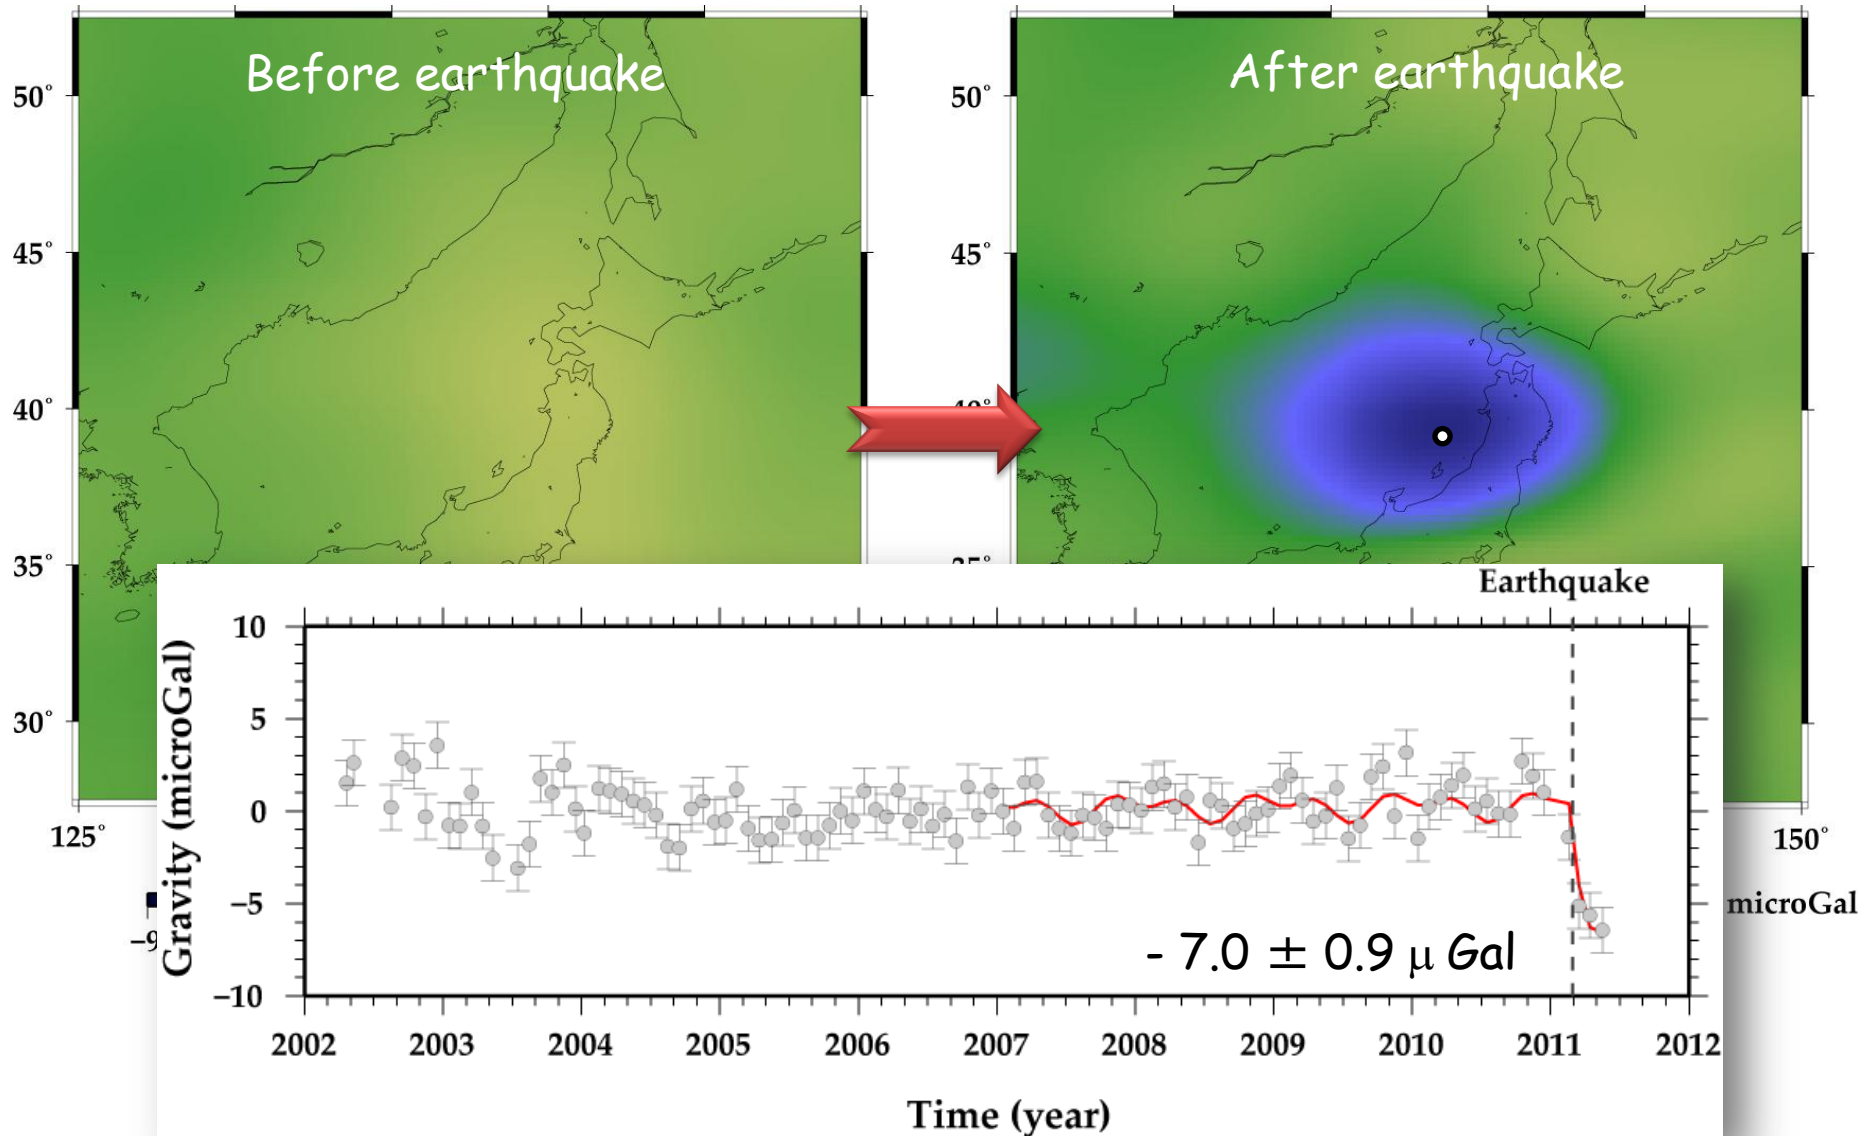 Before earthquake
After earthquake
50°
45°
40°
35°
30°
125°
50°
45°
150°
microGal
Earthquake
Gravity (microGal)
10
5
0
−5
−10
- 7.0 ± 0.9 μ Gal
2002 2003 2004 2005 2006 2007 2008 2009 2010 2011 2012
Time (year)